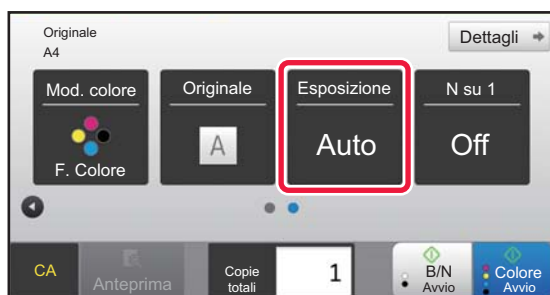 Originale
A4
Dettagli
Mod. colore
F. Colore
Originale
A
Esposizione
Auto
N su 1
Off
CA
Anteprima
Copie
totali
1
B/N
Avvio
Colore
Avvio